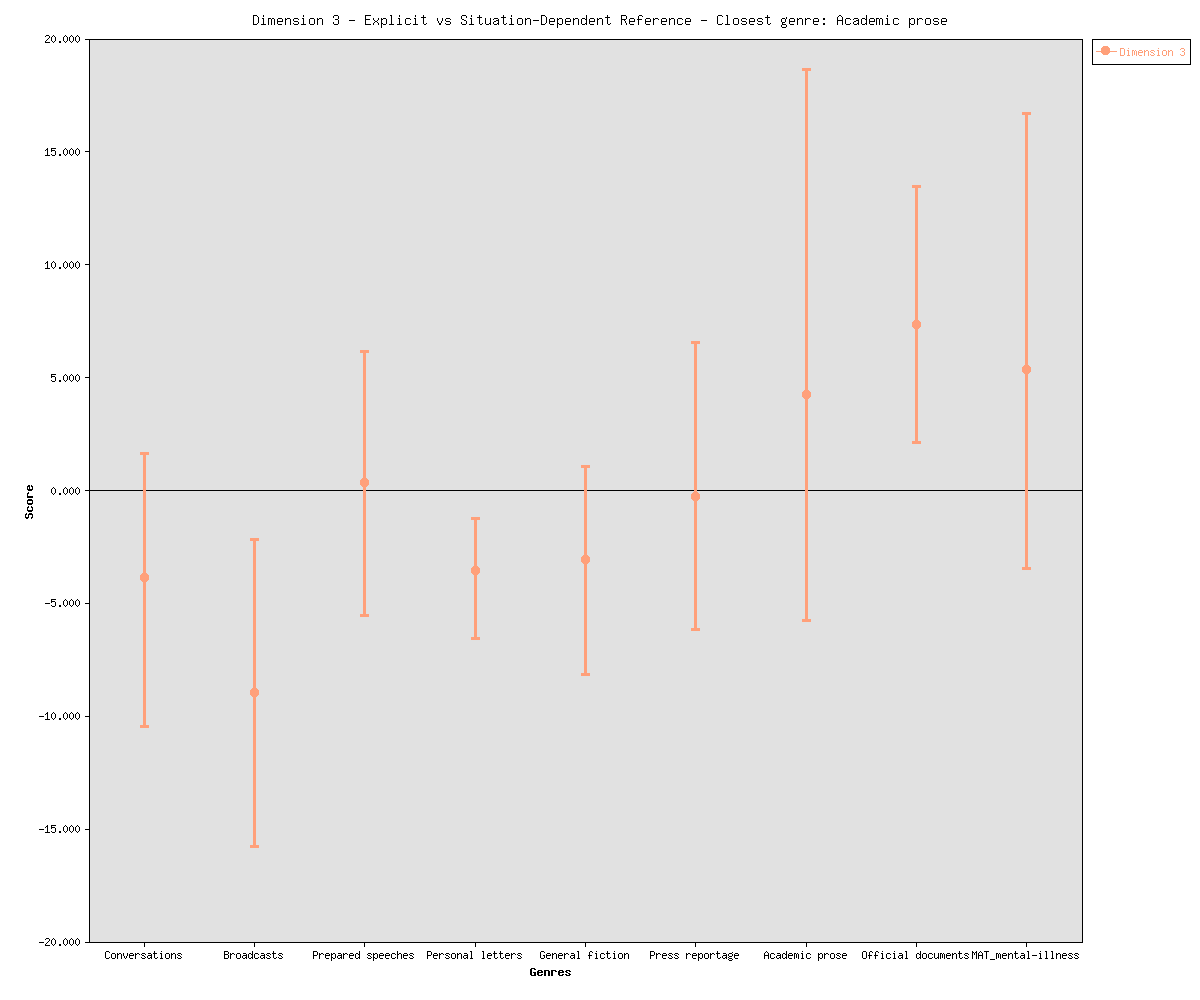 Dimension 3 - Explicit vs Situation-Dependent Reference - Closest genre: Academic prose
Dimension 3
20.000
15.000
10.000
5.000
0.000
-5.000
-10.000
-15.000
-20.000
Score
Conversations Broadcasts Prepared speeches Personal letters General fiction Press reportage Academic prose Official documents MAT_mental-illness
Genres